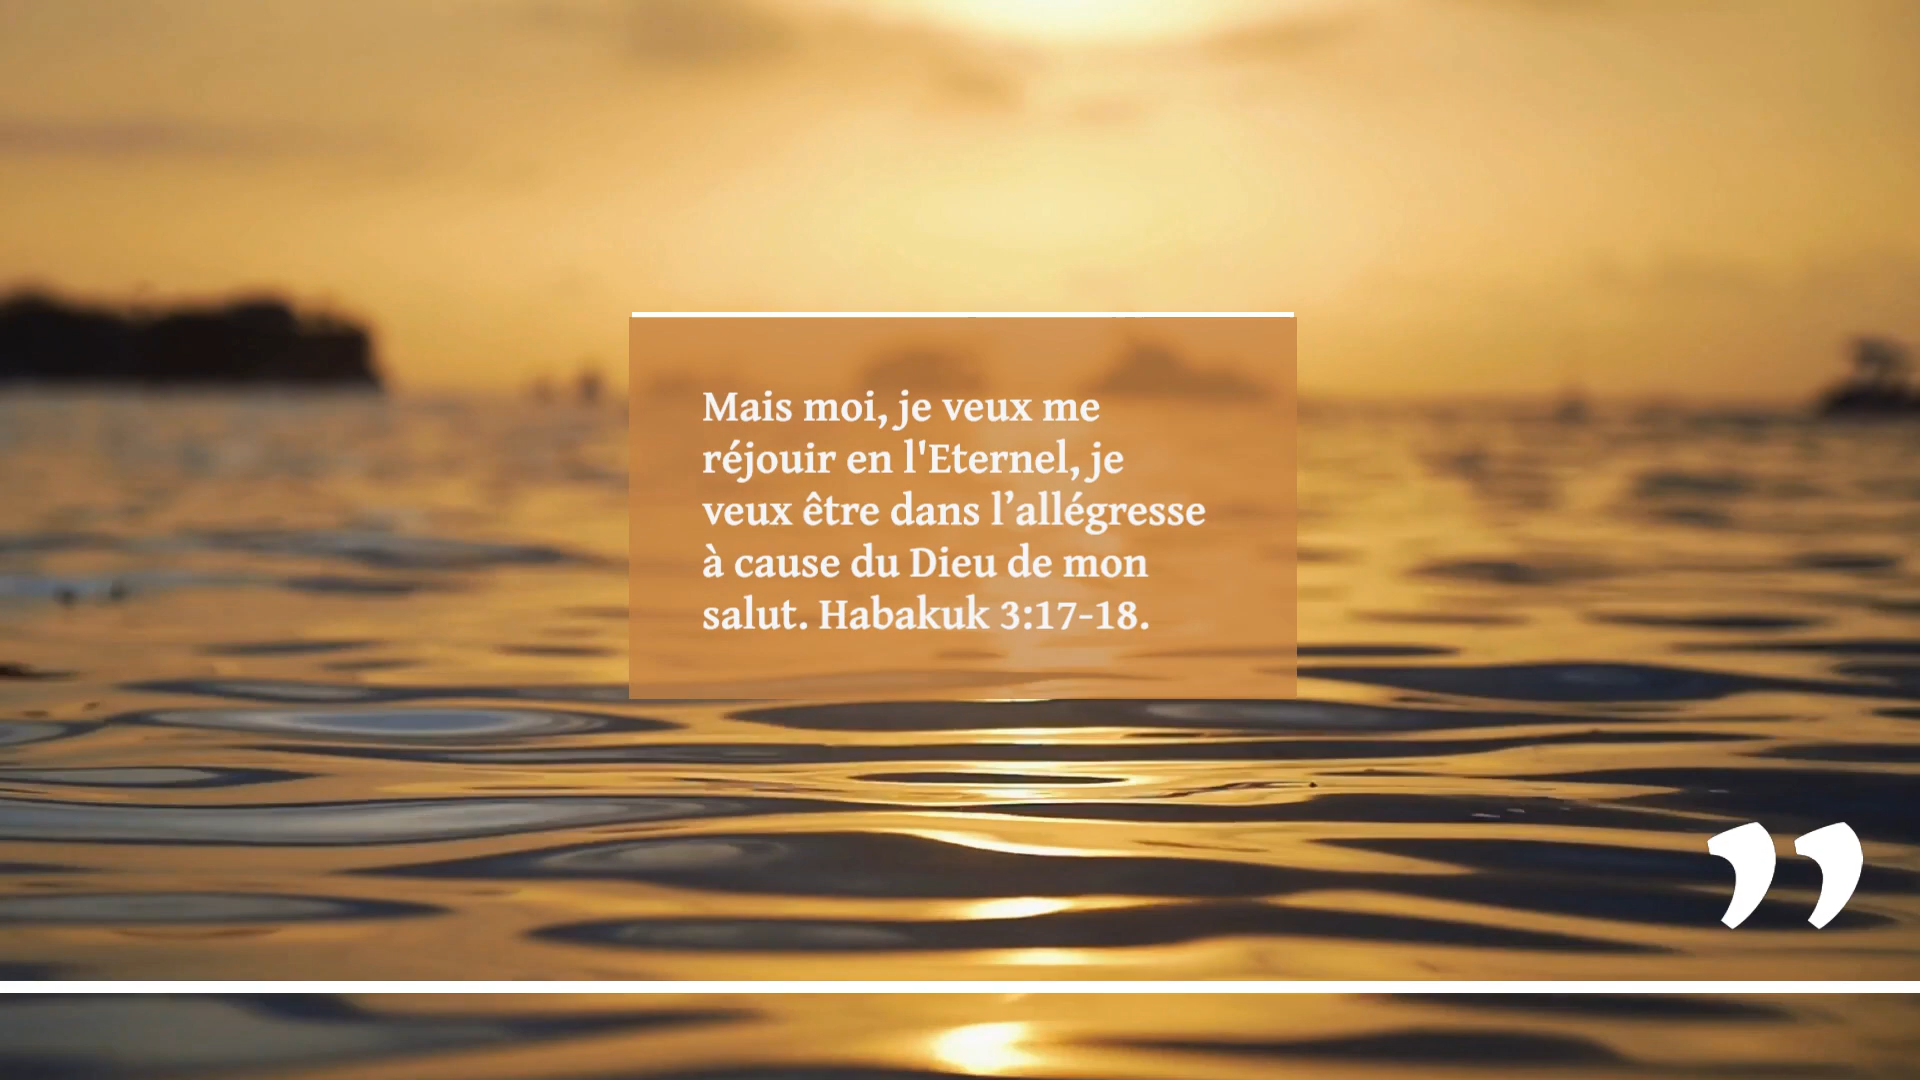 Mais moi, je veux me
réjouir en l'Eternel, je
veux être dans l’allégresse
à cause du Dieu de mon
salut. Habakuk 3:17-18.
”